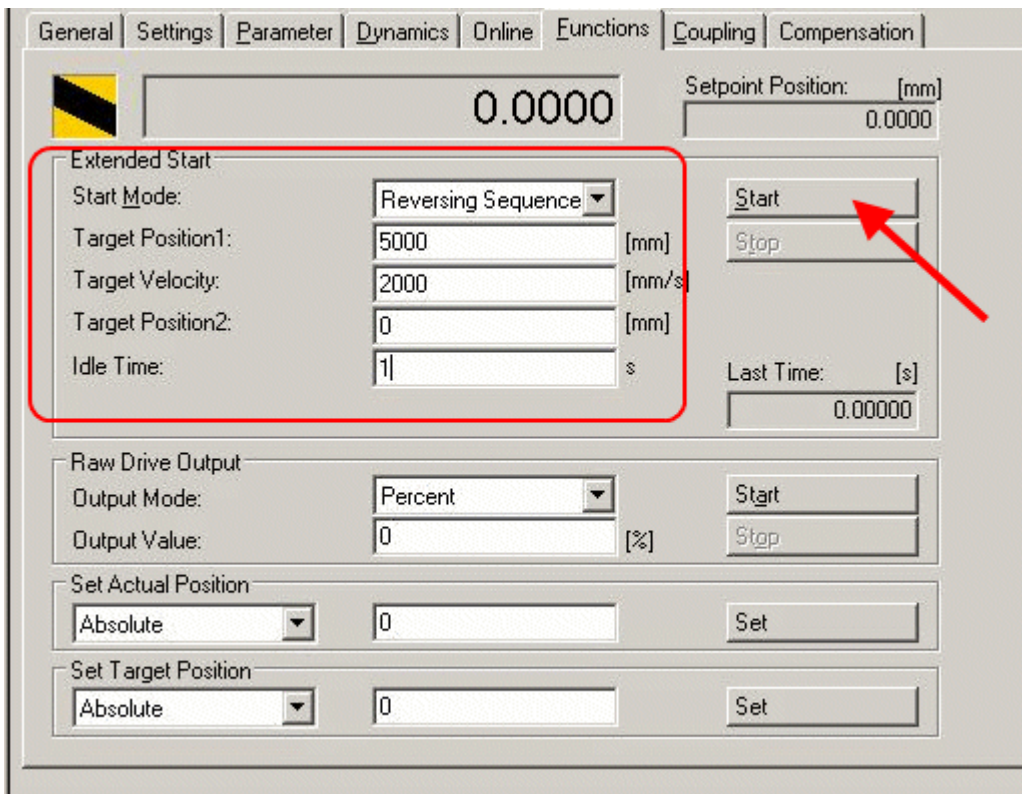 General Settings Parameter Dynamics Online Functions Coupling Compensation
0.0000
Setpoint Position: [mm]
0.0000
Extended Start
Start Mode: Reversing Sequence Start
Target Position1: 5000 [mm] Stop
Target Velocity: 2000 [mm/s]
Target Position2: 0 [mm]
Idle Time: 1 s
Last Time: [s]
0.00000
Raw Drive Output
Output Mode: Percent Start
Output Value: 0 [%] Stop
Set Actual Position
Absolute 0 Set
Set Target Position
Absolute 0 Set